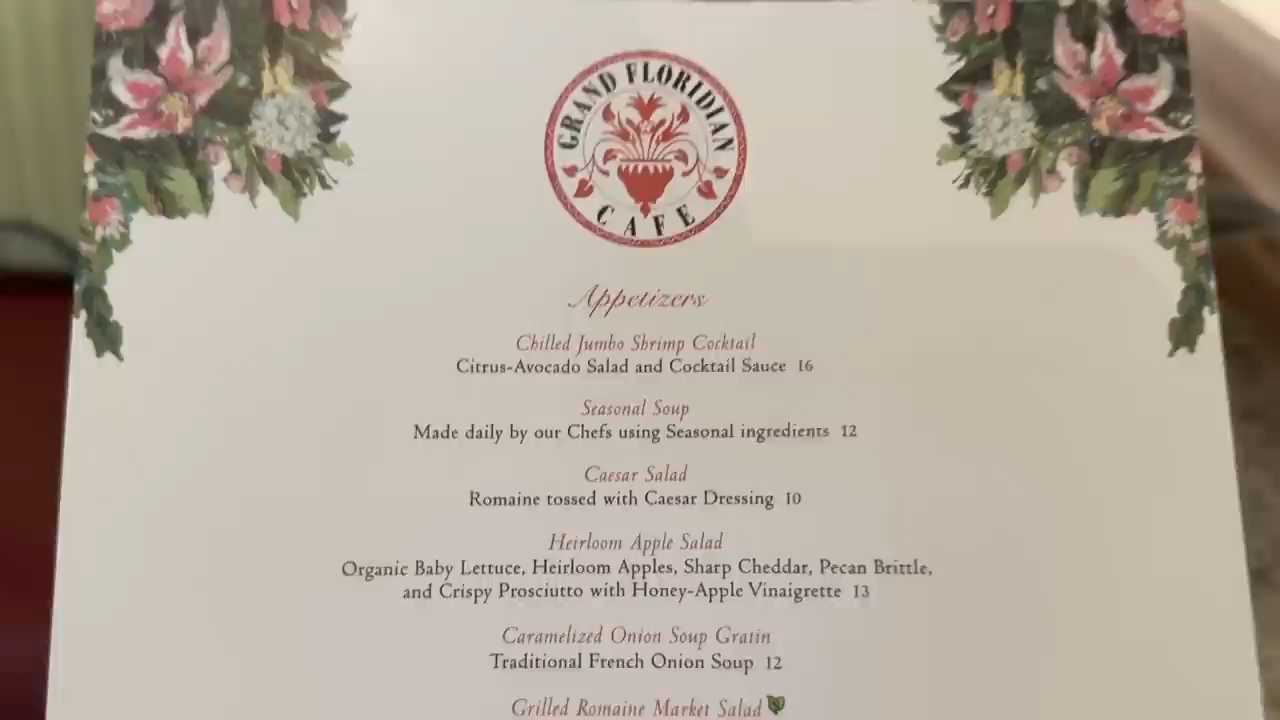 GRAND FLORIDIAN
CAFE
Appetizers
Chilled Jumbo Shrimp Cocktail
Citrus-Avocado Salad and Cocktail Sauce 16
Seasonal Soup
Made daily by our Chefs using Seasonal ingredients 12
Caesar Salad
Romaine tossed with Caesar Dressing 10
Heirloom Apple Salad
Organic Baby Lettuce, Heirloom Apples, Sharp Cheddar, Pecan Brittle,
and Crispy Prosciutto with Honey-Apple Vinaigrette 13
Caramelized Onion Soup Gratin
Traditional French Onion Soup 12
Grilled Romaine Market Salad